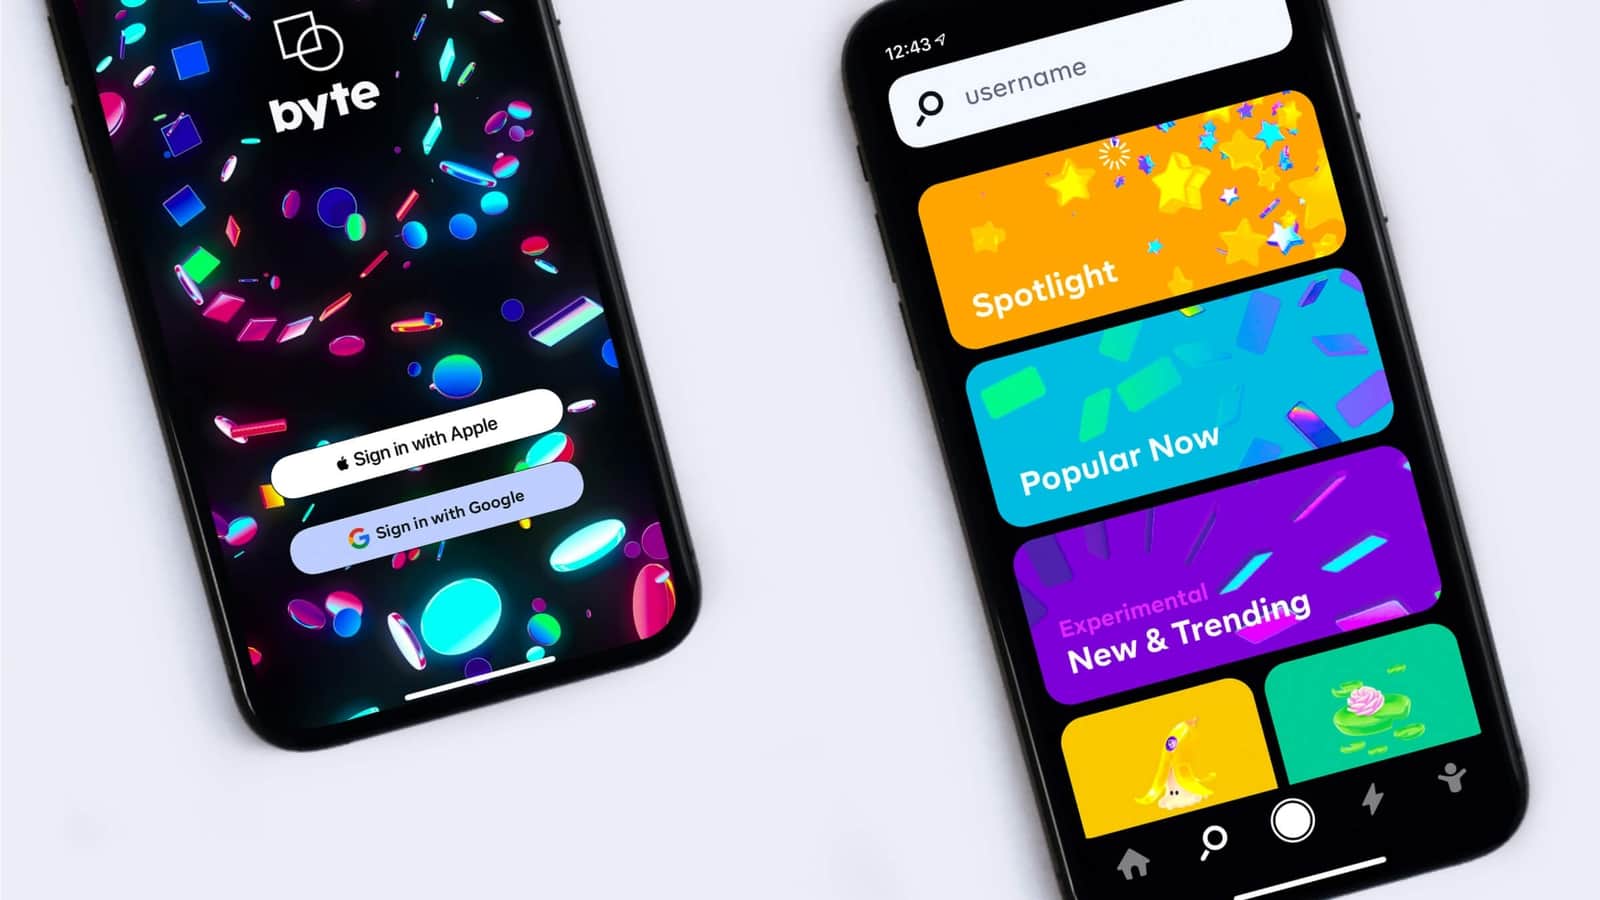 byte
Sign in with Apple
Sign in with Google
12:43
username
Spotlight
Popular Now
Experimental
New & Trending